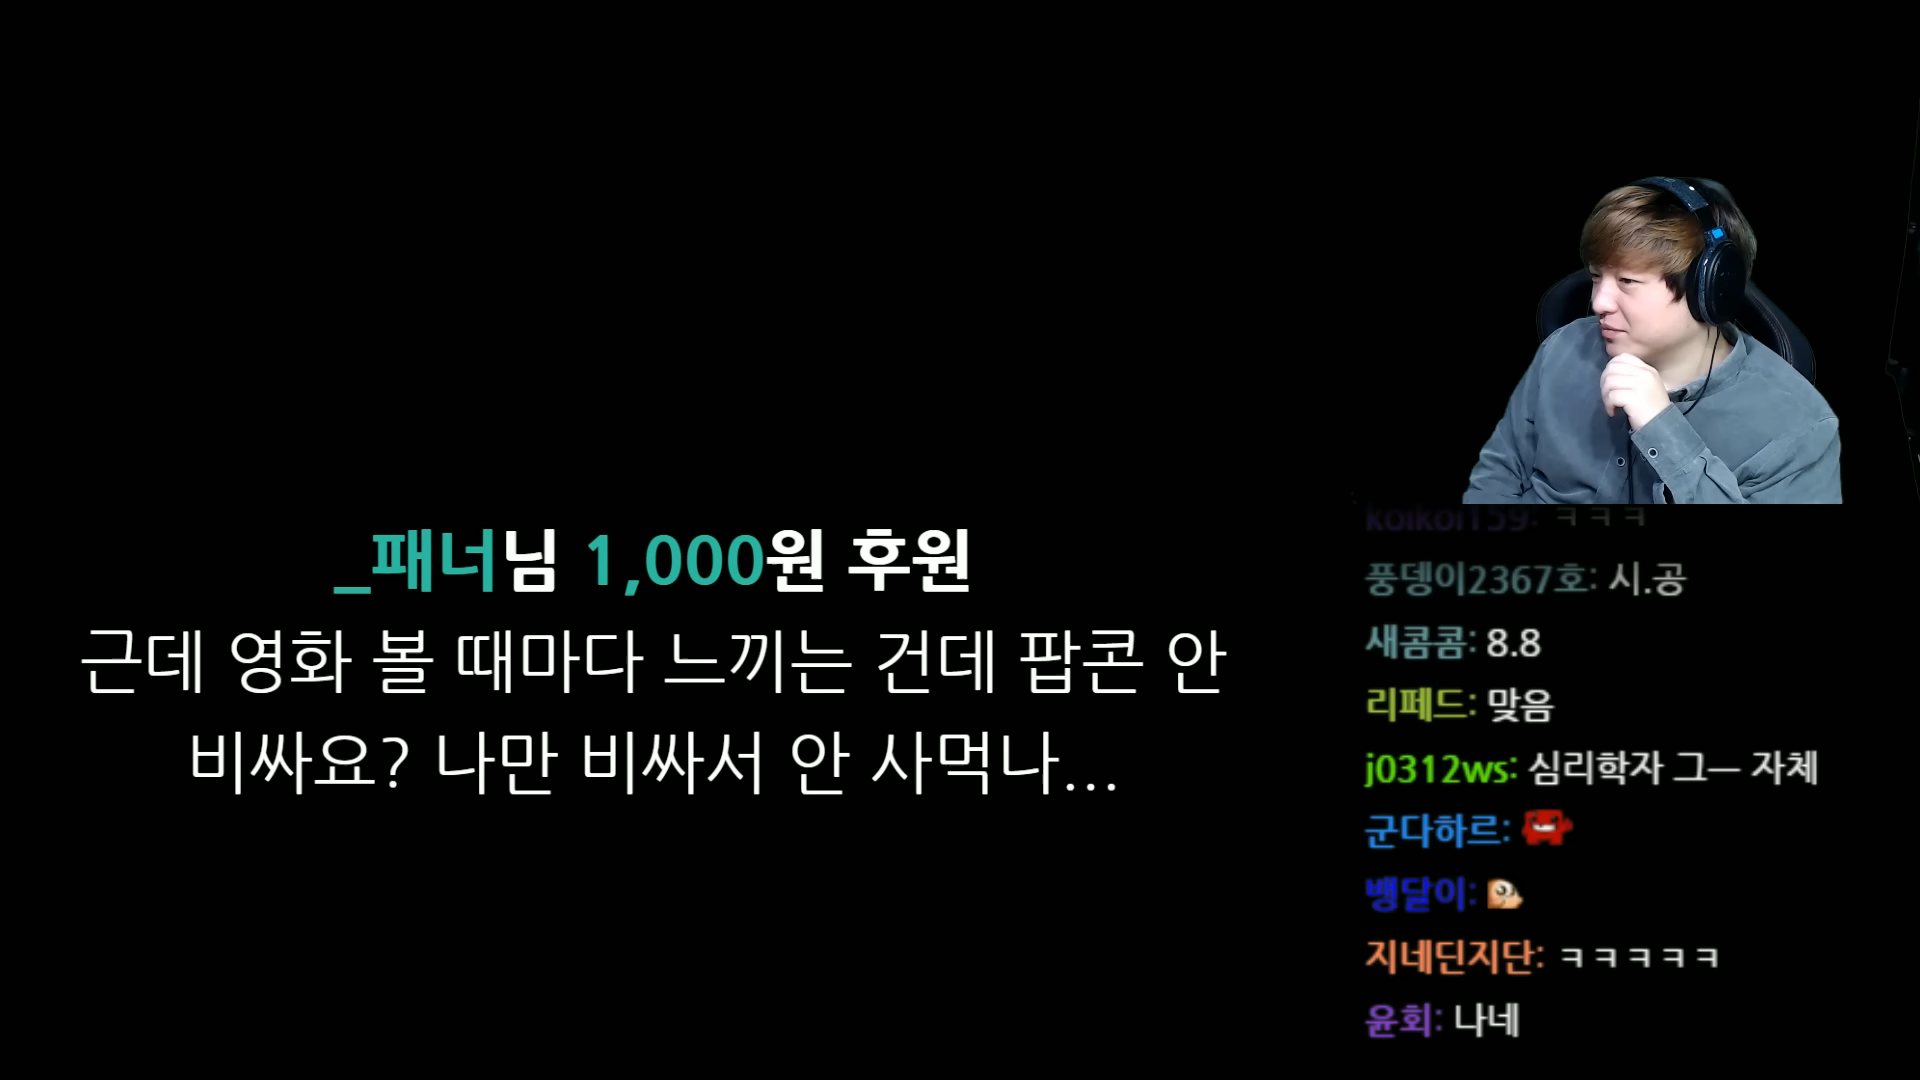 _패너님 1,000원 후원
근데 영화 볼 때마다 느끼는 건데 팝콘 안
비싸요? 나만 비싸서 안 사먹나...
koikoi159: ㅋㅋㅋ
풍뎅이2367호: 시.공
새콤콤: 8.8
리페드: 맞음
j0312ws: 심리학자 그— 자체
군다하르:
뱅달이:
지네딘지단: ㅋㅋㅋㅋㅋ
윤회: 나네